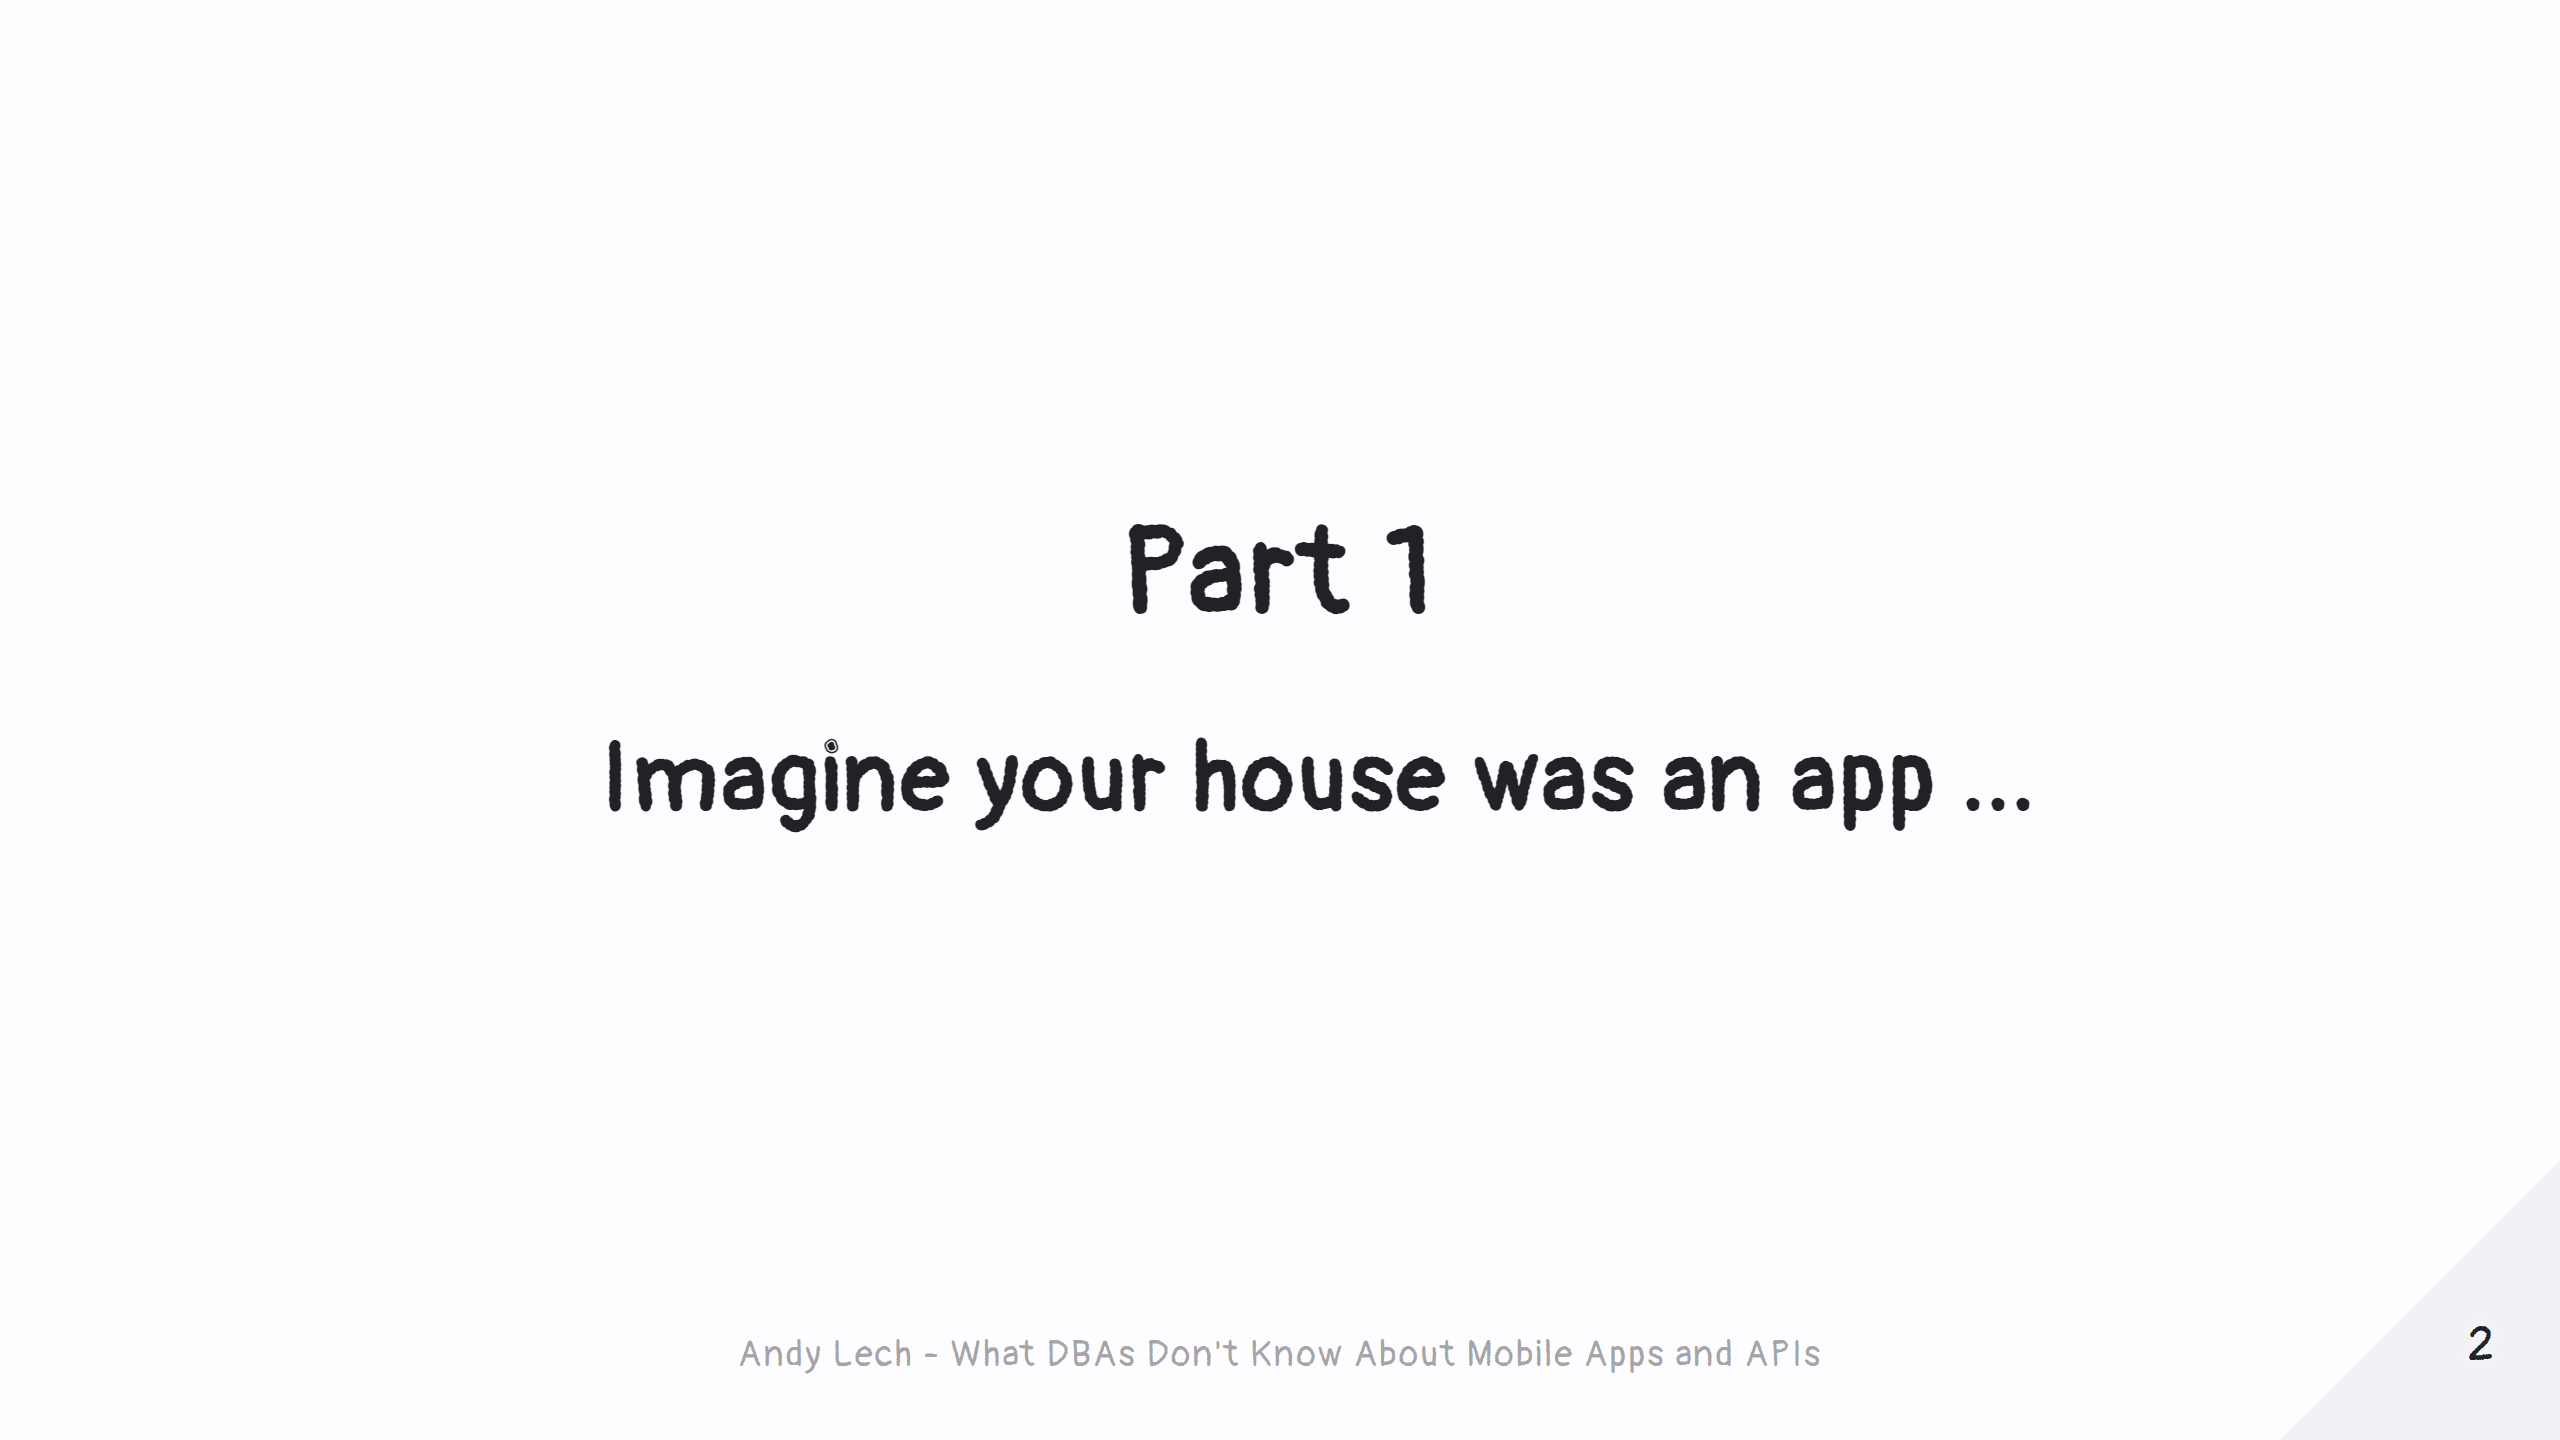 Part 1
Imagine your house was an app ...
Andy Lech - What DBAs Don't Know About Mobile Apps and APIs
2